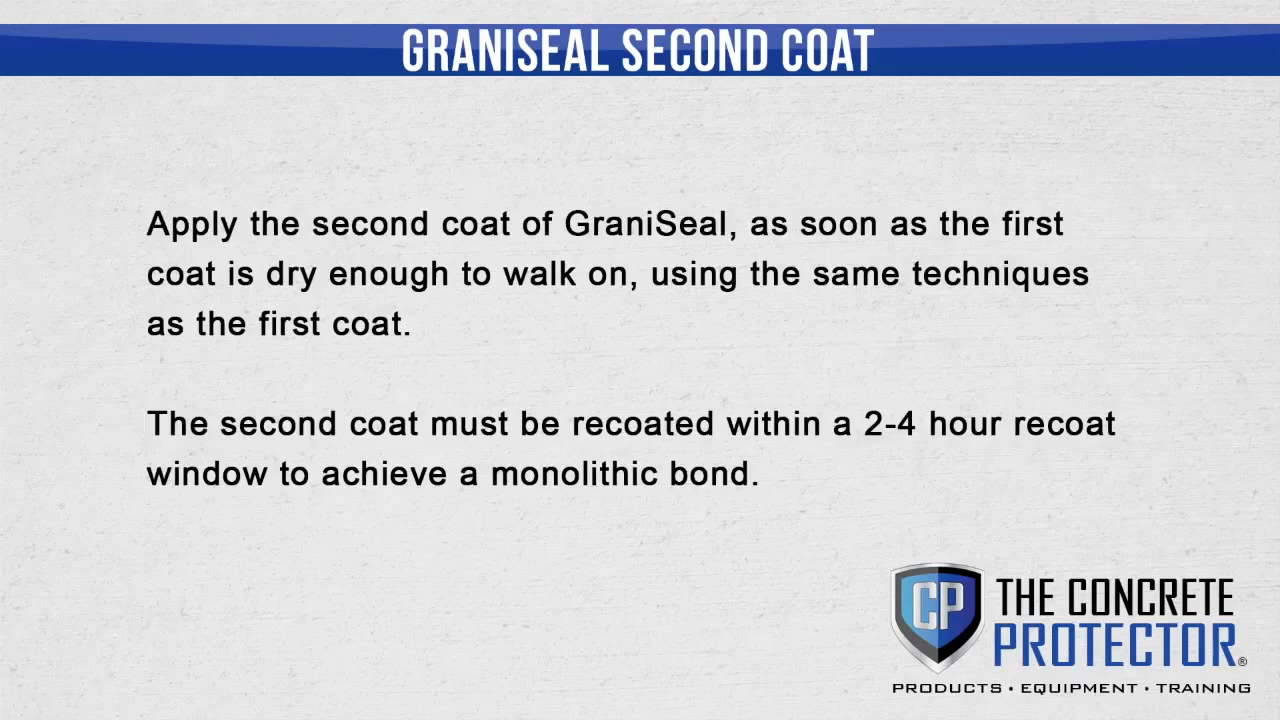 GRANISEAL SECOND COAT
Apply the second coat of GraniSeal, as soon as the first
coat is dry enough to walk on, using the same techniques
as the first coat.
The second coat must be recoated within a 2-4 hour recoat
window to achieve a monolithic bond.
CP
THE CONCRETE
PROTECTOR®
PRODUCTS • EQUIPMENT • TRAINING